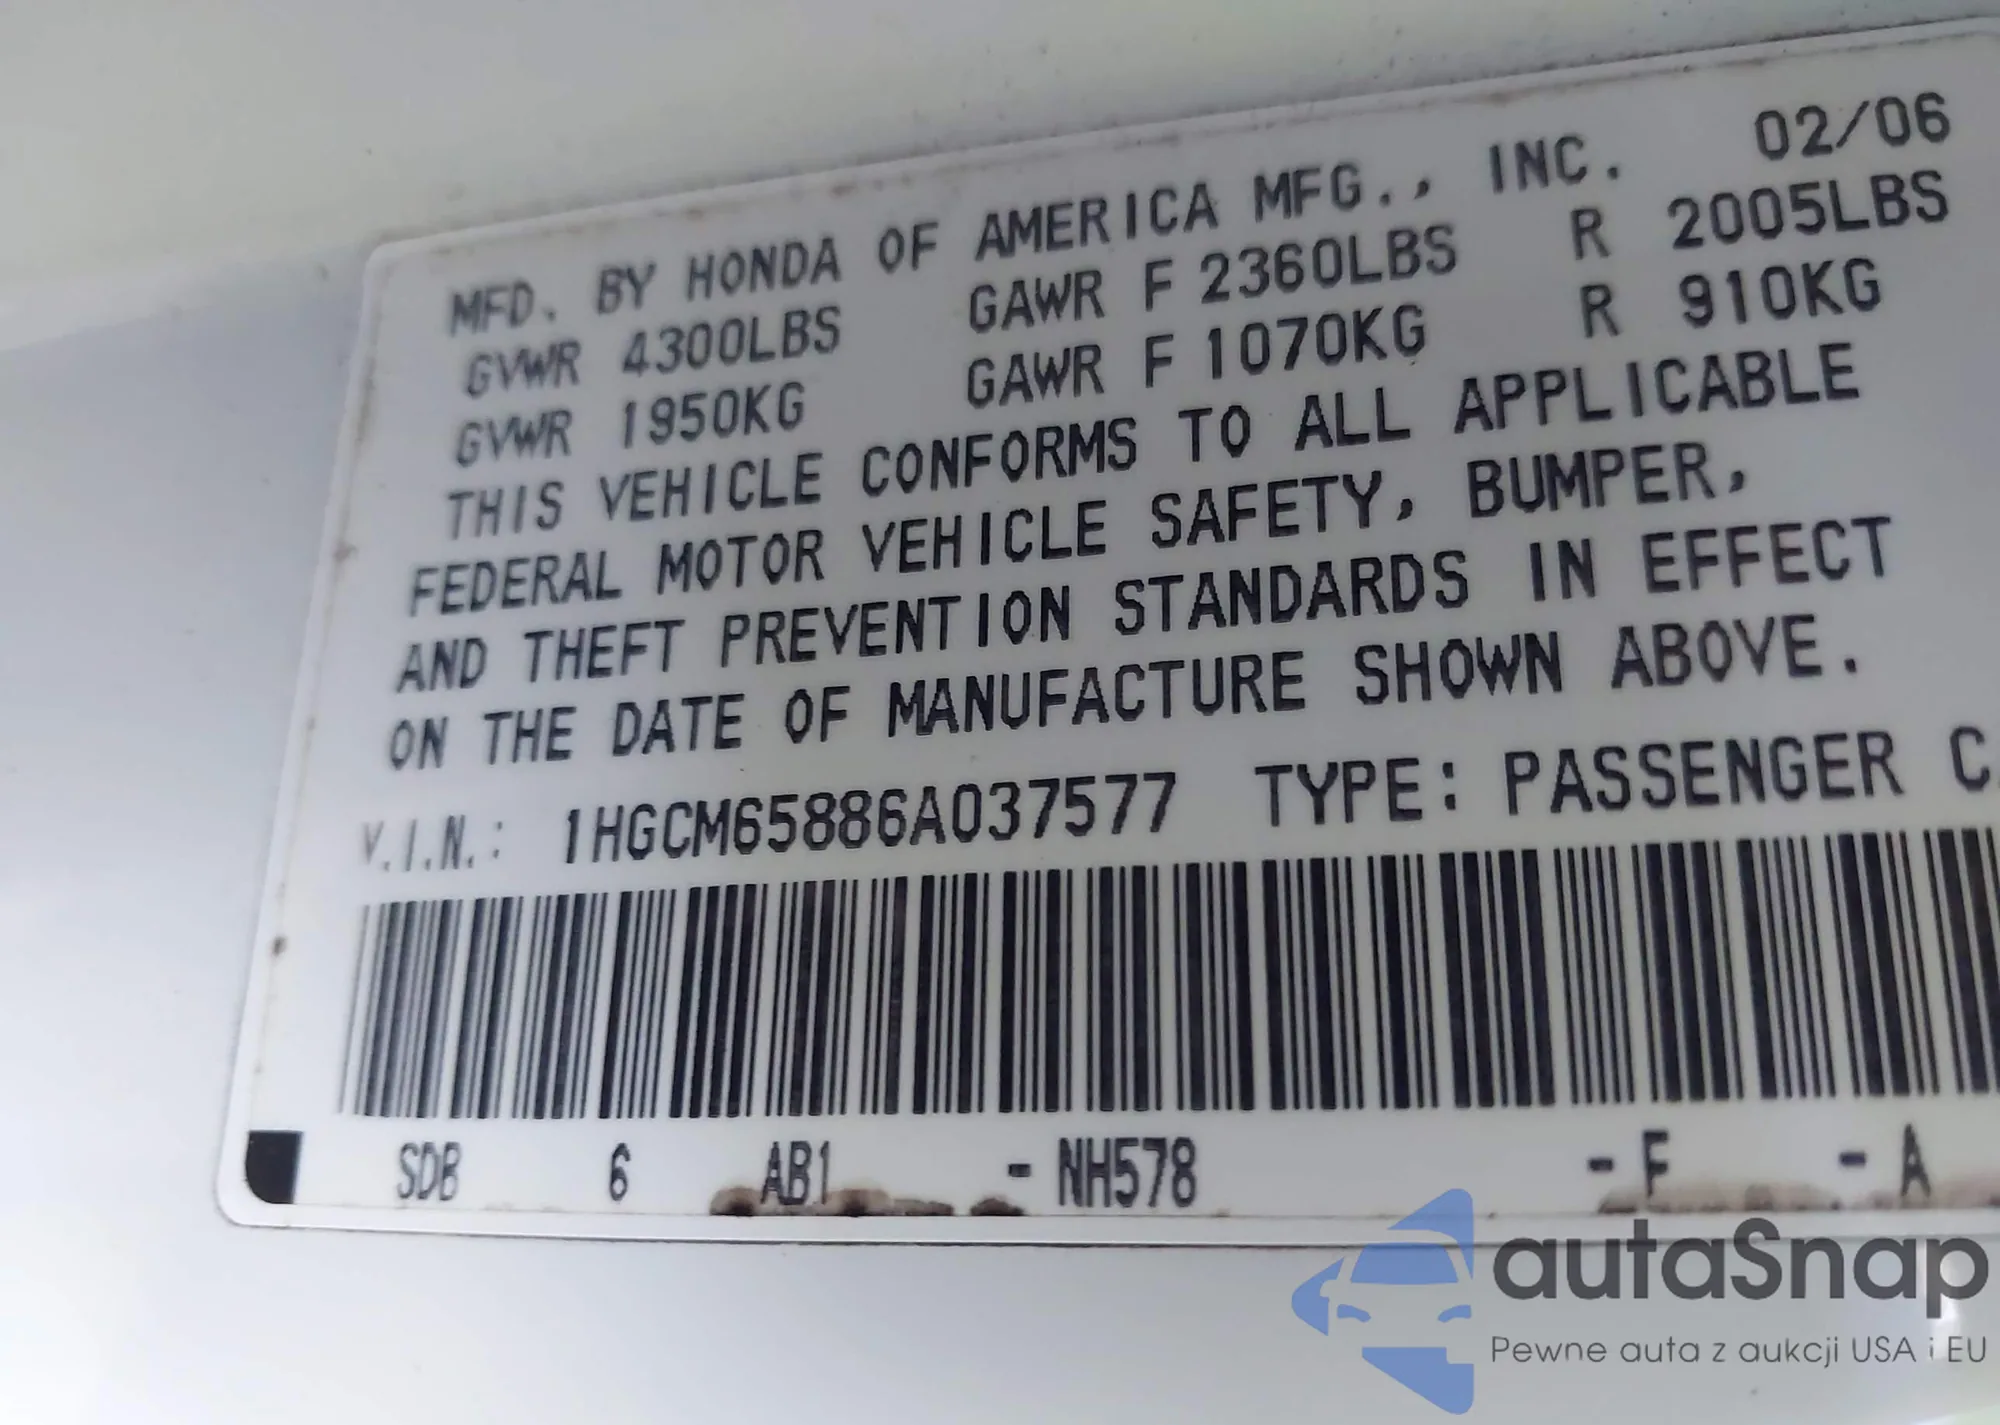 MFD. BY HONDA OF AMERICA MFG., INC. 02/06
GVWR 4300LBS GAWR F 2360LBS R 2005LBS
GVWR 1950KG GAWR F 1070KG R 910KG
THIS VEHICLE CONFORMS TO ALL APPLICABLE
FEDERAL MOTOR VEHICLE SAFETY, BUMPER,
AND THEFT PREVENTION STANDARDS IN EFFECT
ON THE DATE OF MANUFACTURE SHOWN ABOVE.
V.I.N.: 1HGCM65886A037577 TYPE: PASSENGER C
SDB 6 AB1 - NH578 - F - A
autaSnap
Pewne auta z aukcji USA i EU